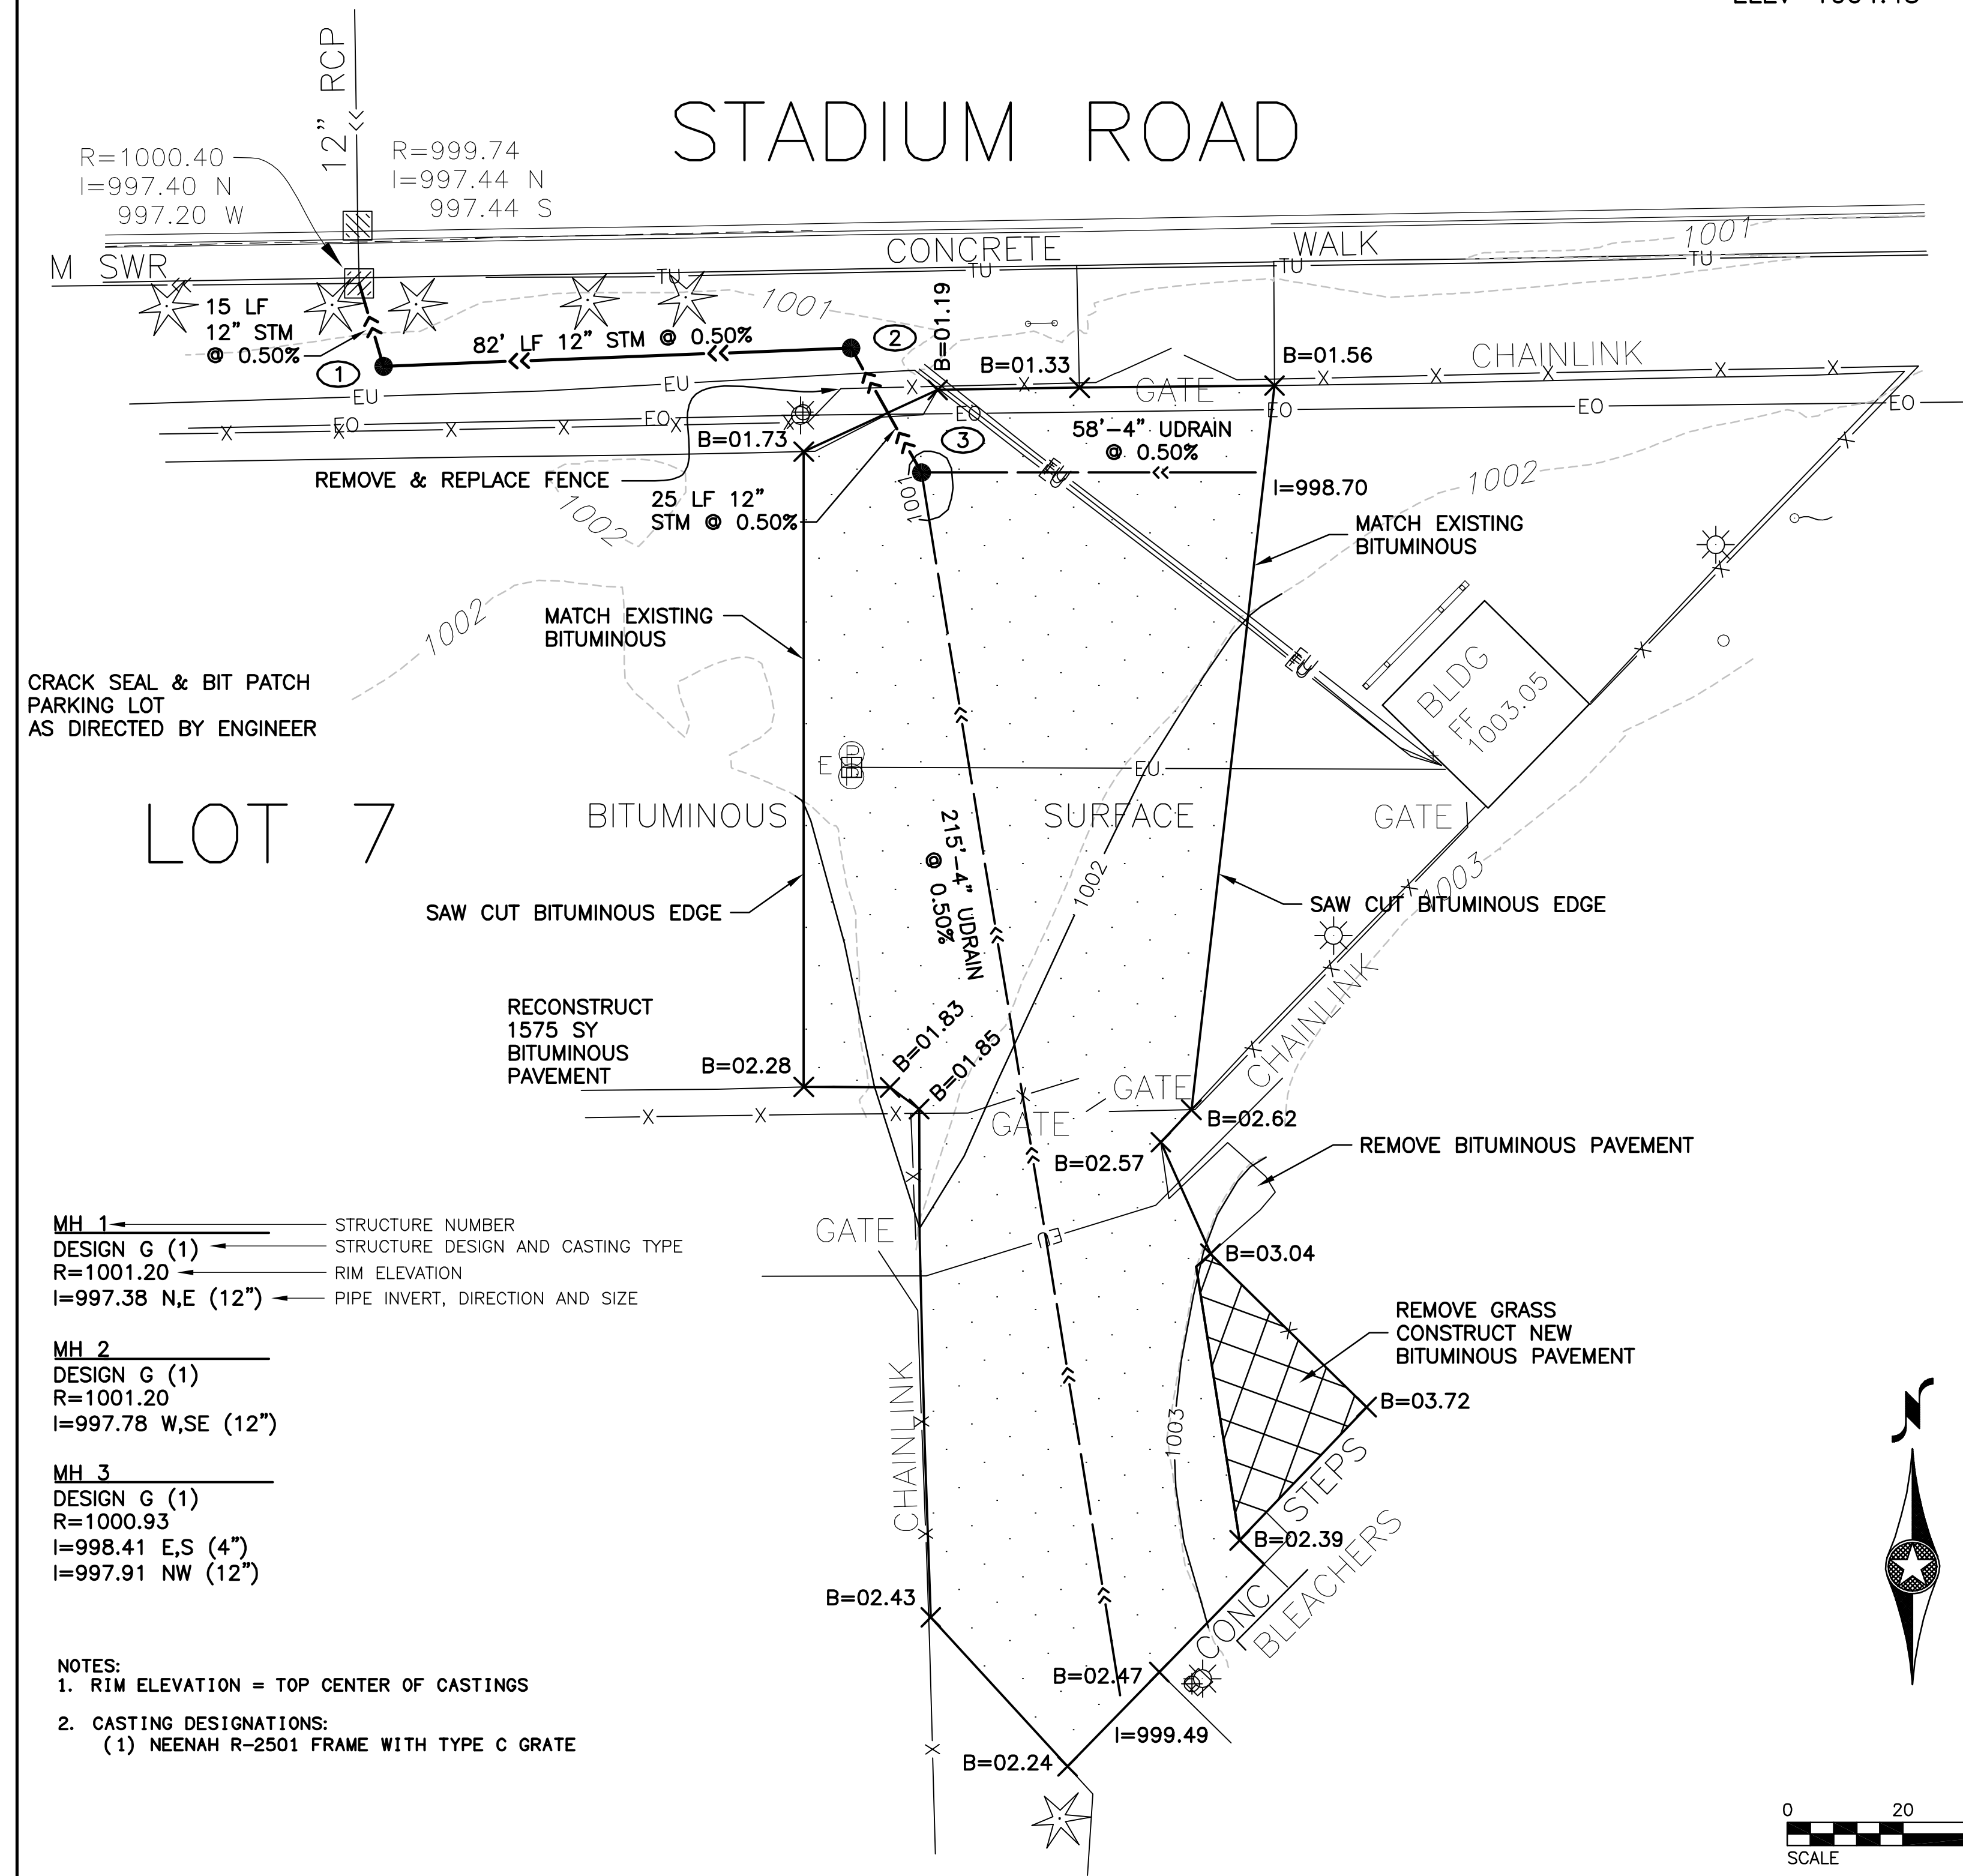 STADIUM ROAD
12" RCP
R=1000.40
I=997.40 N
997.20 W
R=999.74
I=997.44 N
997.44 S
CONCRETE WALK
1001
M SWR
TU
TU
TU
TU
15 LF
12" STM
@ 0.50%
1001
82' LF 12" STM @ 0.50%
2
1
B=01.19
B=01.33
B=01.56
CHAINLINK
GATE
EU
EO
EO
EO
EO
EO
EO
B=01.73
3
58'-4" UDRAIN
@ 0.50%
REMOVE & REPLACE FENCE
25 LF 12"
STM @ 0.50%
1001
1002
EU
I=998.70
1002
MATCH EXISTING
BITUMINOUS
MATCH EXISTING
BITUMINOUS
1002
CRACK SEAL & BIT PATCH
PARKING LOT
AS DIRECTED BY ENGINEER
EU
BLDG
FF
1003.05
E
P
B
P
EU
LOT 7
BITUMINOUS SURFACE
GATE
215'-4" UDRAIN
@ 0.50%
1002
1003
SAW CUT BITUMINOUS EDGE
SAW CUT BITUMINOUS EDGE
CHAINLINK
RECONSTRUCT
1575 SY
BITUMINOUS
PAVEMENT
B=02.28
B=01.83
B=01.85
GATE
GATE
B=02.62
B=02.57
REMOVE BITUMINOUS PAVEMENT
GATE
EU
B=03.04
MH 1
STRUCTURE NUMBER
DESIGN G (1)
STRUCTURE DESIGN AND CASTING TYPE
R=1001.20
RIM ELEVATION
I=997.38 N,E (12")
PIPE INVERT, DIRECTION AND SIZE
MH 2
DESIGN G (1)
R=1001.20
I=997.78 W,SE (12")
MH 3
DESIGN G (1)
R=1000.93
I=998.41 E,S (4")
I=997.91 NW (12")
REMOVE GRASS
CONSTRUCT NEW
BITUMINOUS PAVEMENT
B=03.72
CHAINLINK
1003
STEPS
B=02.39
CONC
BLEACHERS
B=02.43
B=02.47
I=999.49
B=02.24
N
NOTES:
1. RIM ELEVATION = TOP CENTER OF CASTINGS
2. CASTING DESIGNATIONS:
(1) NEENAH R-2501 FRAME WITH TYPE C GRATE
0 20
SCALE